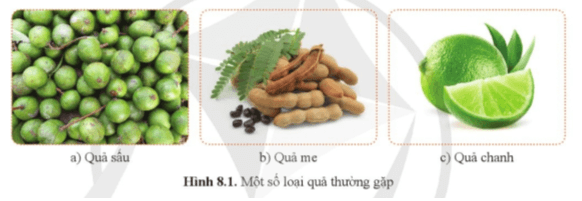 a) Quả sấu
b) Quả me
c) Quả chanh
Hình 8.1. Một số loại quả thường gặp